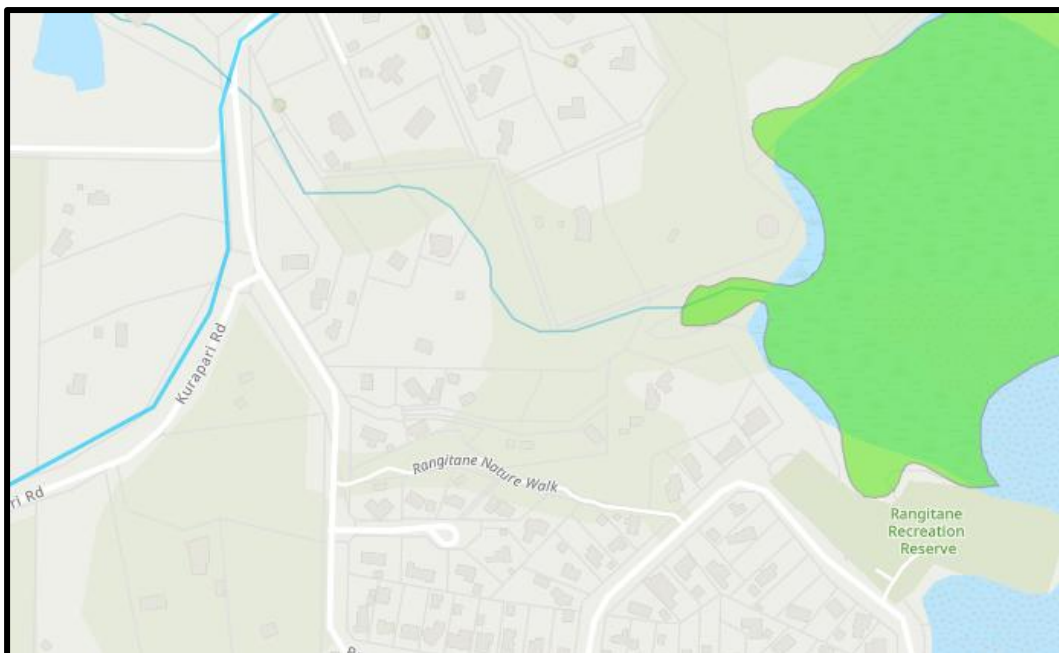 Kurapari Rd
ri Rd
Rangitane Nature Walk
Rangitane
Recreation
Reserve